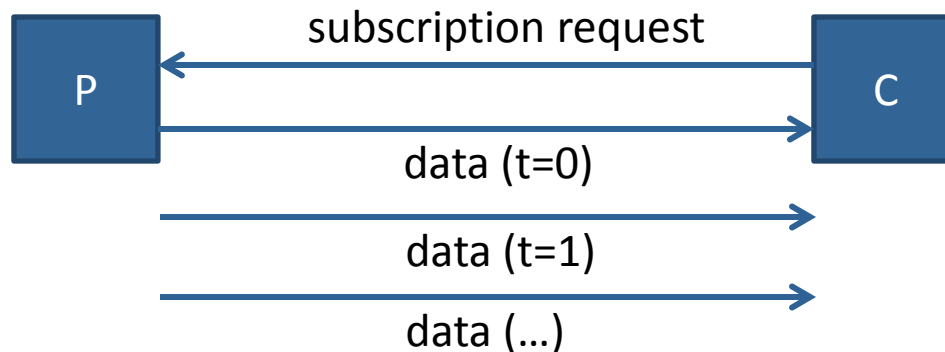 subscription request
P
C
data (t=0)
data (t=1)
data (...)